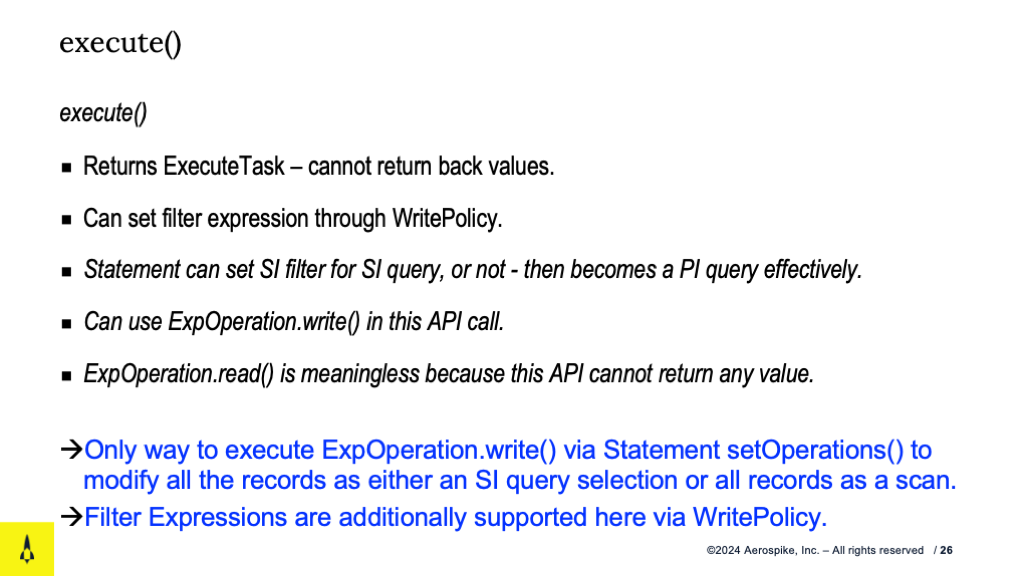 execute()
execute()
▪ Returns ExecuteTask – cannot return back values.
▪ Can set filter expression through WritePolicy.
▪ Statement can set SI filter for SI query, or not - then becomes a PI query effectively.
▪ Can use ExpOperation.write() in this API call.
▪ ExpOperation.read() is meaningless because this API cannot return any value.
→Only way to execute ExpOperation.write() via Statement setOperations() to
modify all the records as either an SI query selection or all records as a scan.
→Filter Expressions are additionally supported here via WritePolicy.
©2024 Aerospike, Inc. – All rights reserved / 26